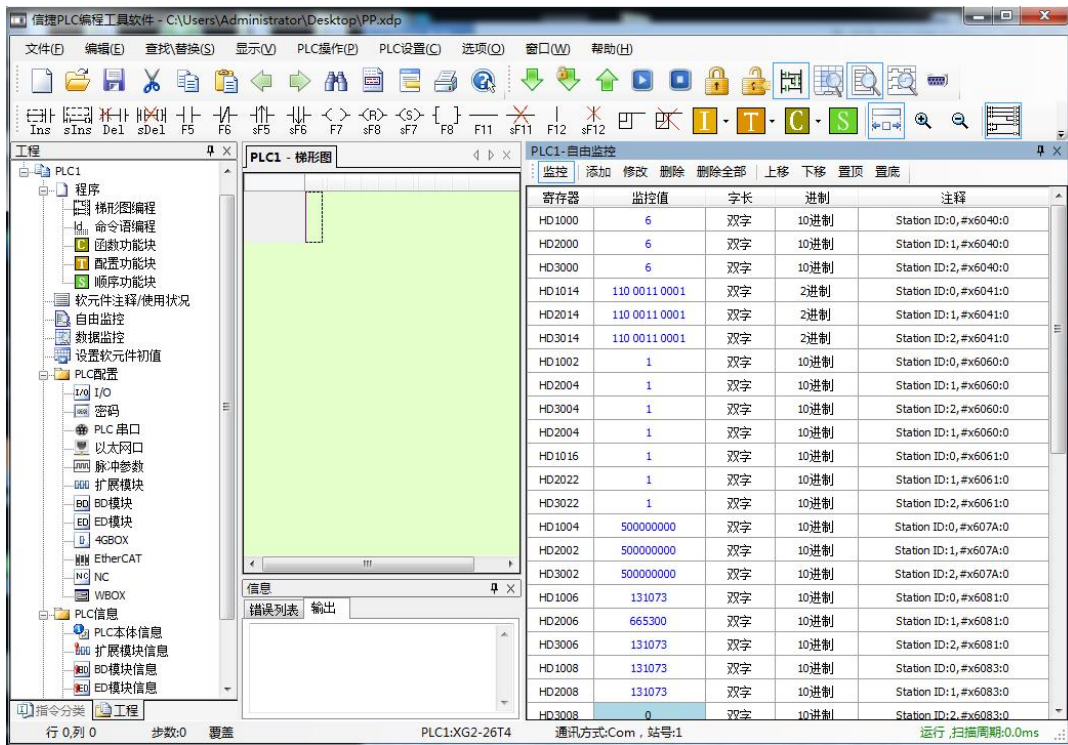 信捷PLC编程工具软件 - C:\Users\Administrator\Desktop\PP.xdp
文件(F) 编辑(E) 查找\替换(S) 显示(V) PLC操作(P) PLC设置(C) 选项(O) 窗口(W) 帮助(H)
Ins sIns Del sDel F5 F6 sF5 sF6 F7 sF8 sF7 F8 F11 sF11 F12 sF12 I T C S
工程
PLC1
程序
梯形图编程
命令语编程
函数功能块
配置功能块
顺序功能块
软元件注释/使用状况
自由监控
数据监控
设置软元件初值
PLC配置
I/O
密码
PLC 串口
以太网口
脉冲参数
扩展模块
BD模块
ED模块
4GBOX
EtherCAT
NC
WBOX
PLC信息
PLC本体信息
扩展模块信息
BD模块信息
ED模块信息
指令分类 工程
PLC1 - 梯形图
信息
错误列表 输出
PLC1-自由监控
监控 添加 修改 删除 删除全部 上移 下移 置顶 置底
寄存器 监控值 字长 进制 注释
HD1000 6 双字 10进制 Station ID:0,#x6040:0
HD2000 6 双字 10进制 Station ID:1,#x6040:0
HD3000 6 双字 10进制 Station ID:2,#x6040:0
HD1014 110 0011 0001 双字 2进制 Station ID:0,#x6041:0
HD2014 110 0011 0001 双字 2进制 Station ID:1,#x6041:0
HD3014 110 0011 0001 双字 2进制 Station ID:2,#x6041:0
HD1002 1 双字 10进制 Station ID:0,#x6060:0
HD2004 1 双字 10进制 Station ID:1,#x6060:0
HD3004 1 双字 10进制 Station ID:2,#x6060:0
HD2004 1 双字 10进制 Station ID:1,#x6060:0
HD1016 1 双字 10进制 Station ID:0,#x6061:0
HD2022 1 双字 10进制 Station ID:1,#x6061:0
HD3022 1 双字 10进制 Station ID:2,#x6061:0
HD1004 500000000 双字 10进制 Station ID:0,#x607A:0
HD2002 500000000 双字 10进制 Station ID:1,#x607A:0
HD3002 500000000 双字 10进制 Station ID:2,#x607A:0
HD1006 131073 双字 10进制 Station ID:0,#x6081:0
HD2006 665300 双字 10进制 Station ID:1,#x6081:0
HD3006 131073 双字 10进制 Station ID:2,#x6081:0
HD1008 131073 双字 10进制 Station ID:0,#x6083:0
HD2008 131073 双字 10进制 Station ID:1,#x6083:0
HD3008 0 双字 10进制 Station ID:2,#x6083:0
行 0,列 0 步数:0 覆盖 PLC1:XG2-26T4 通讯方式:Com，站号:1 运行 ,扫描周期:0.0ms